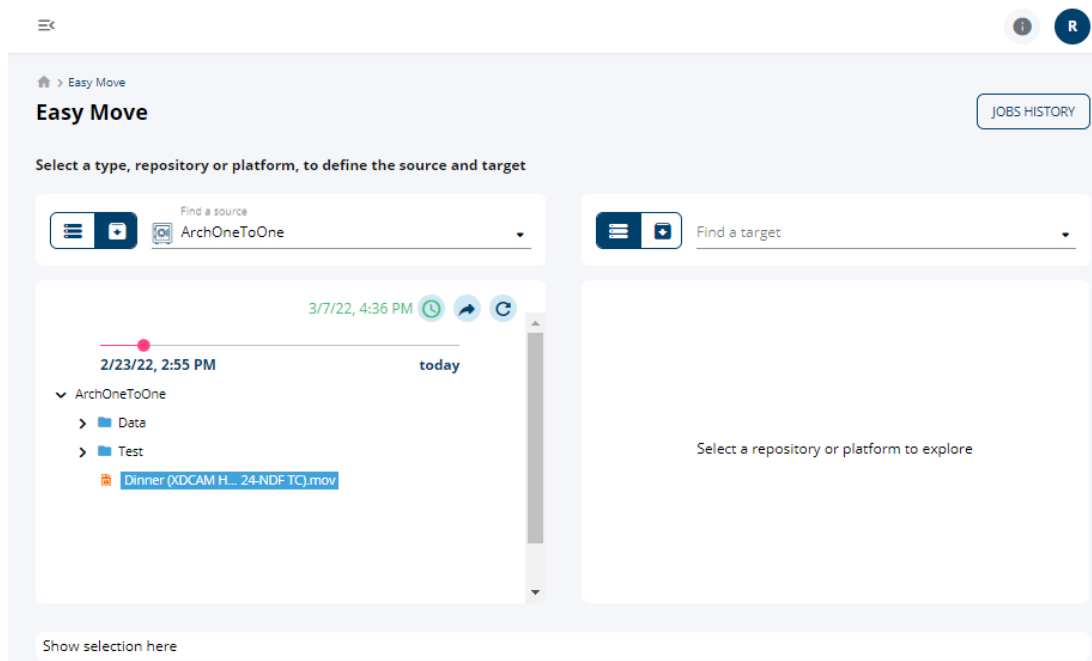 R
> Easy Move
Easy Move
JOBS HISTORY
Select a type, repository or platform, to define the source and target
Find a source
ArchOneToOne
Find a target
3/7/22, 4:36 PM
2/23/22, 2:55 PM today
ArchOneToOne
Data
Test
Dinner (XDCAM H... 24-NDF TC).mov
Select a repository or platform to explore
Show selection here